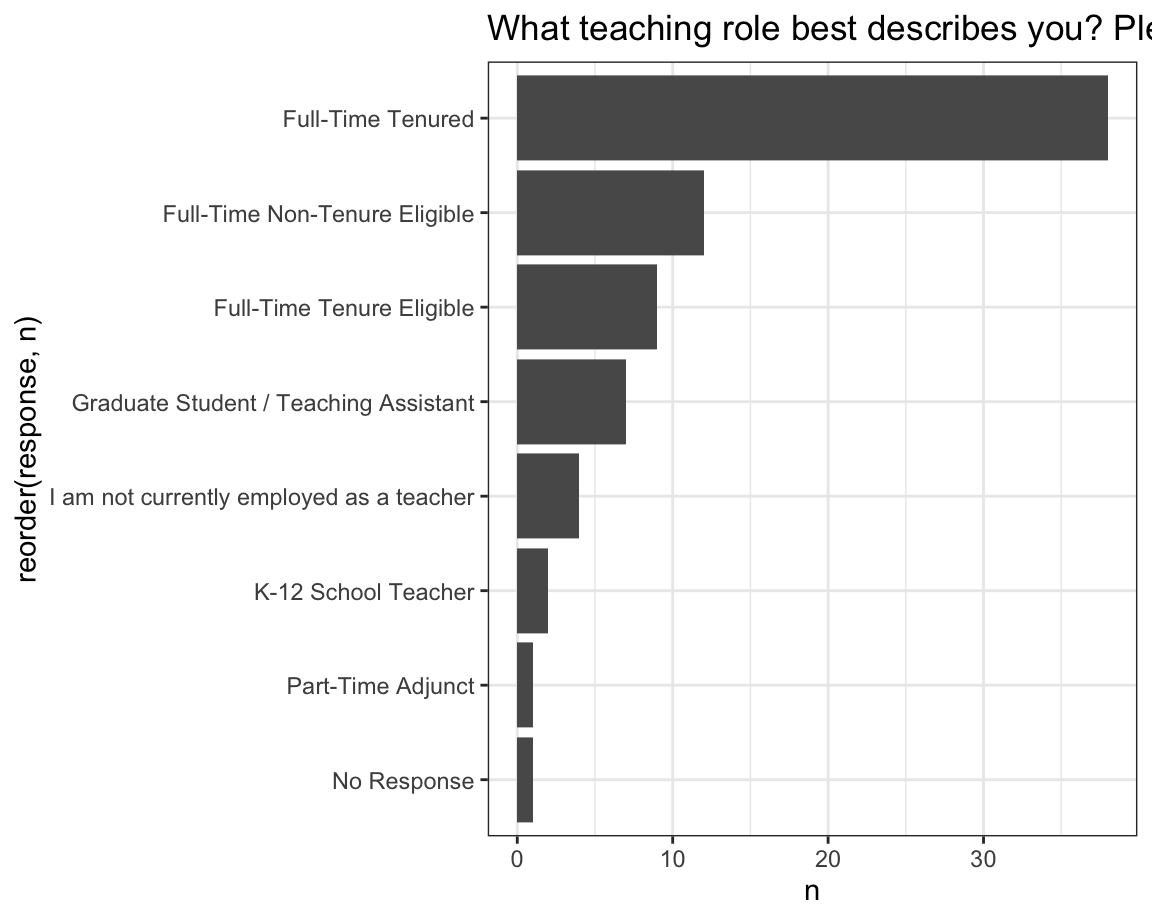 What teaching role best describes you? Ple
Full-Time Tenured
Full-Time Non-Tenure Eligible
Full-Time Tenure Eligible
Graduate Student / Teaching Assistant
I am not currently employed as a teacher
K-12 School Teacher
Part-Time Adjunct
No Response
reorder(response, n)
0 10 20 30
n